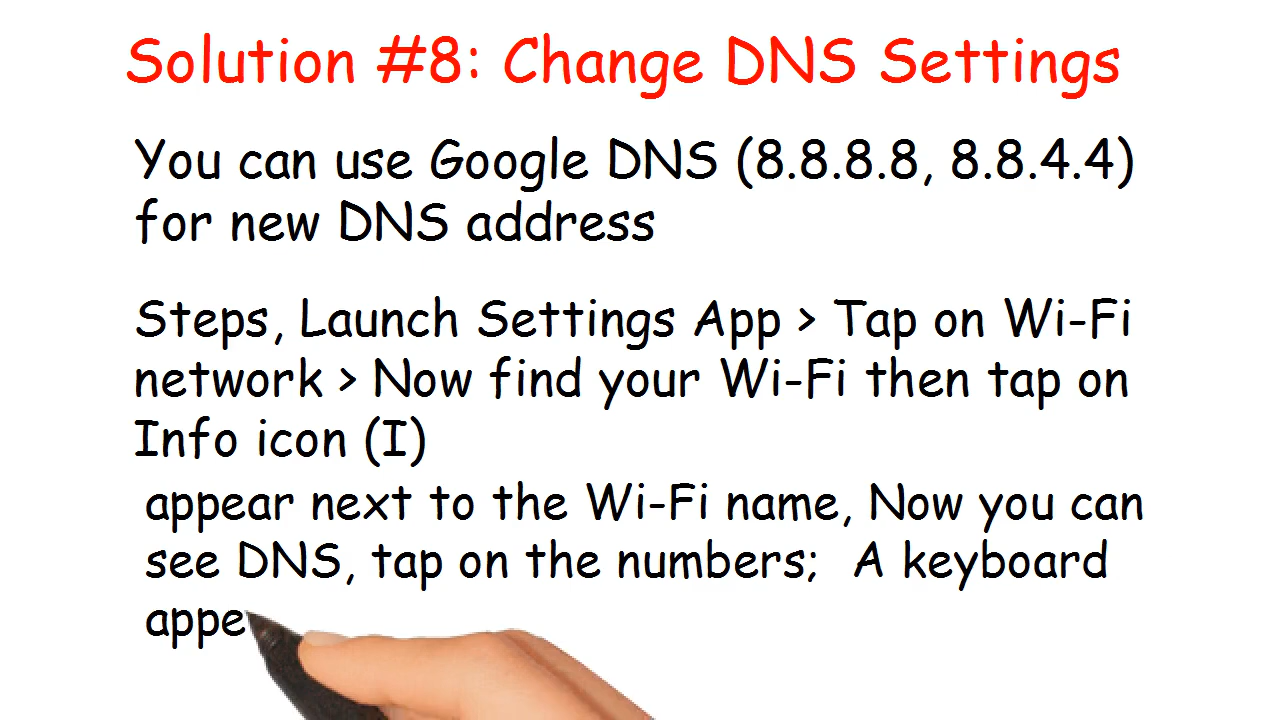 Solution #8: Change DNS Settings
You can use Google DNS (8.8.8.8, 8.8.4.4)
for new DNS address
Steps, Launch Settings App > Tap on Wi-Fi
network > Now find your Wi-Fi then tap on
Info icon (I)
appear next to the Wi-Fi name, Now you can
see DNS, tap on the numbers;  A keyboard
appe